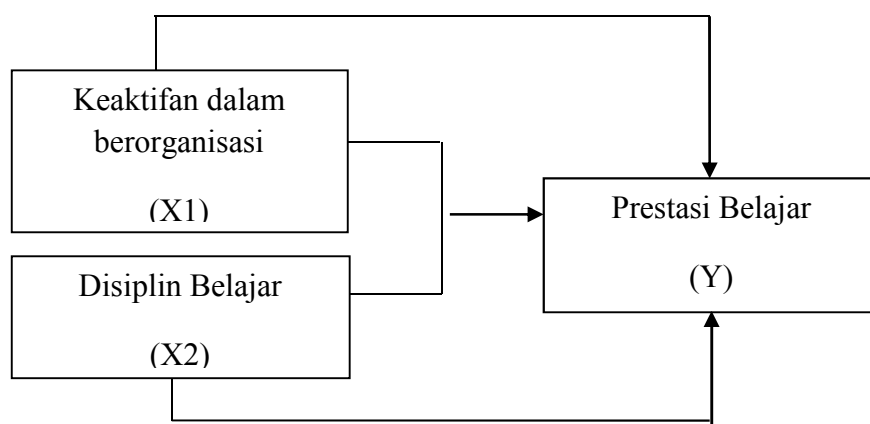 Keaktifan dalam
berorganisasi
(X1)
Disiplin Belajar
(X2)
Prestasi Belajar
(Y)